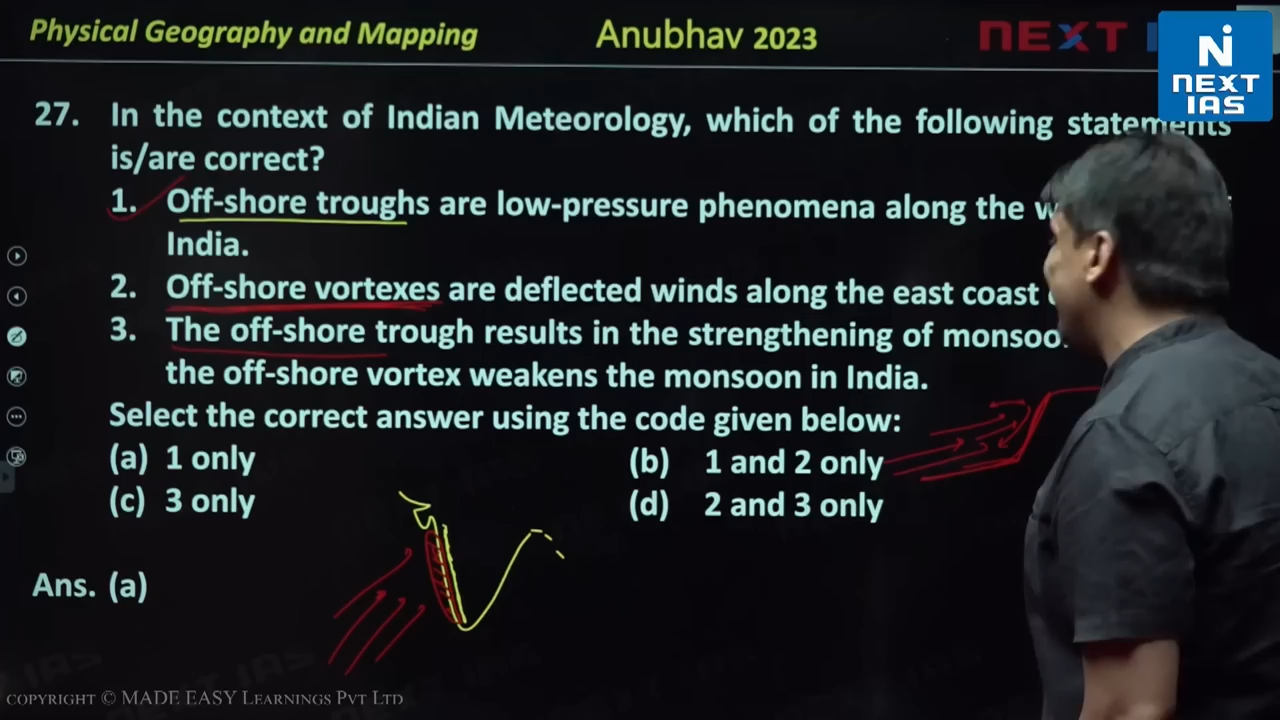 Physical Geography and Mapping Anubhav 2023 NEXT I
NEXT
IAS
27. In the context of Indian Meteorology, which of the following statements
is/are correct?
1. Off-shore troughs are low-pressure phenomena along the
India.
2. Off-shore vortexes are deflected winds along the east coast
3. The off-shore trough results in the strengthening of
the off-shore vortex weakens the monsoon in India.
Select the correct answer using the code given below:
(a) 1 only (b) 1 and 2 only
(c) 3 only (d) 2 and 3 only
Ans. (a)
COPYRIGHT © MADE EASY LEARNINGS PVT LTD